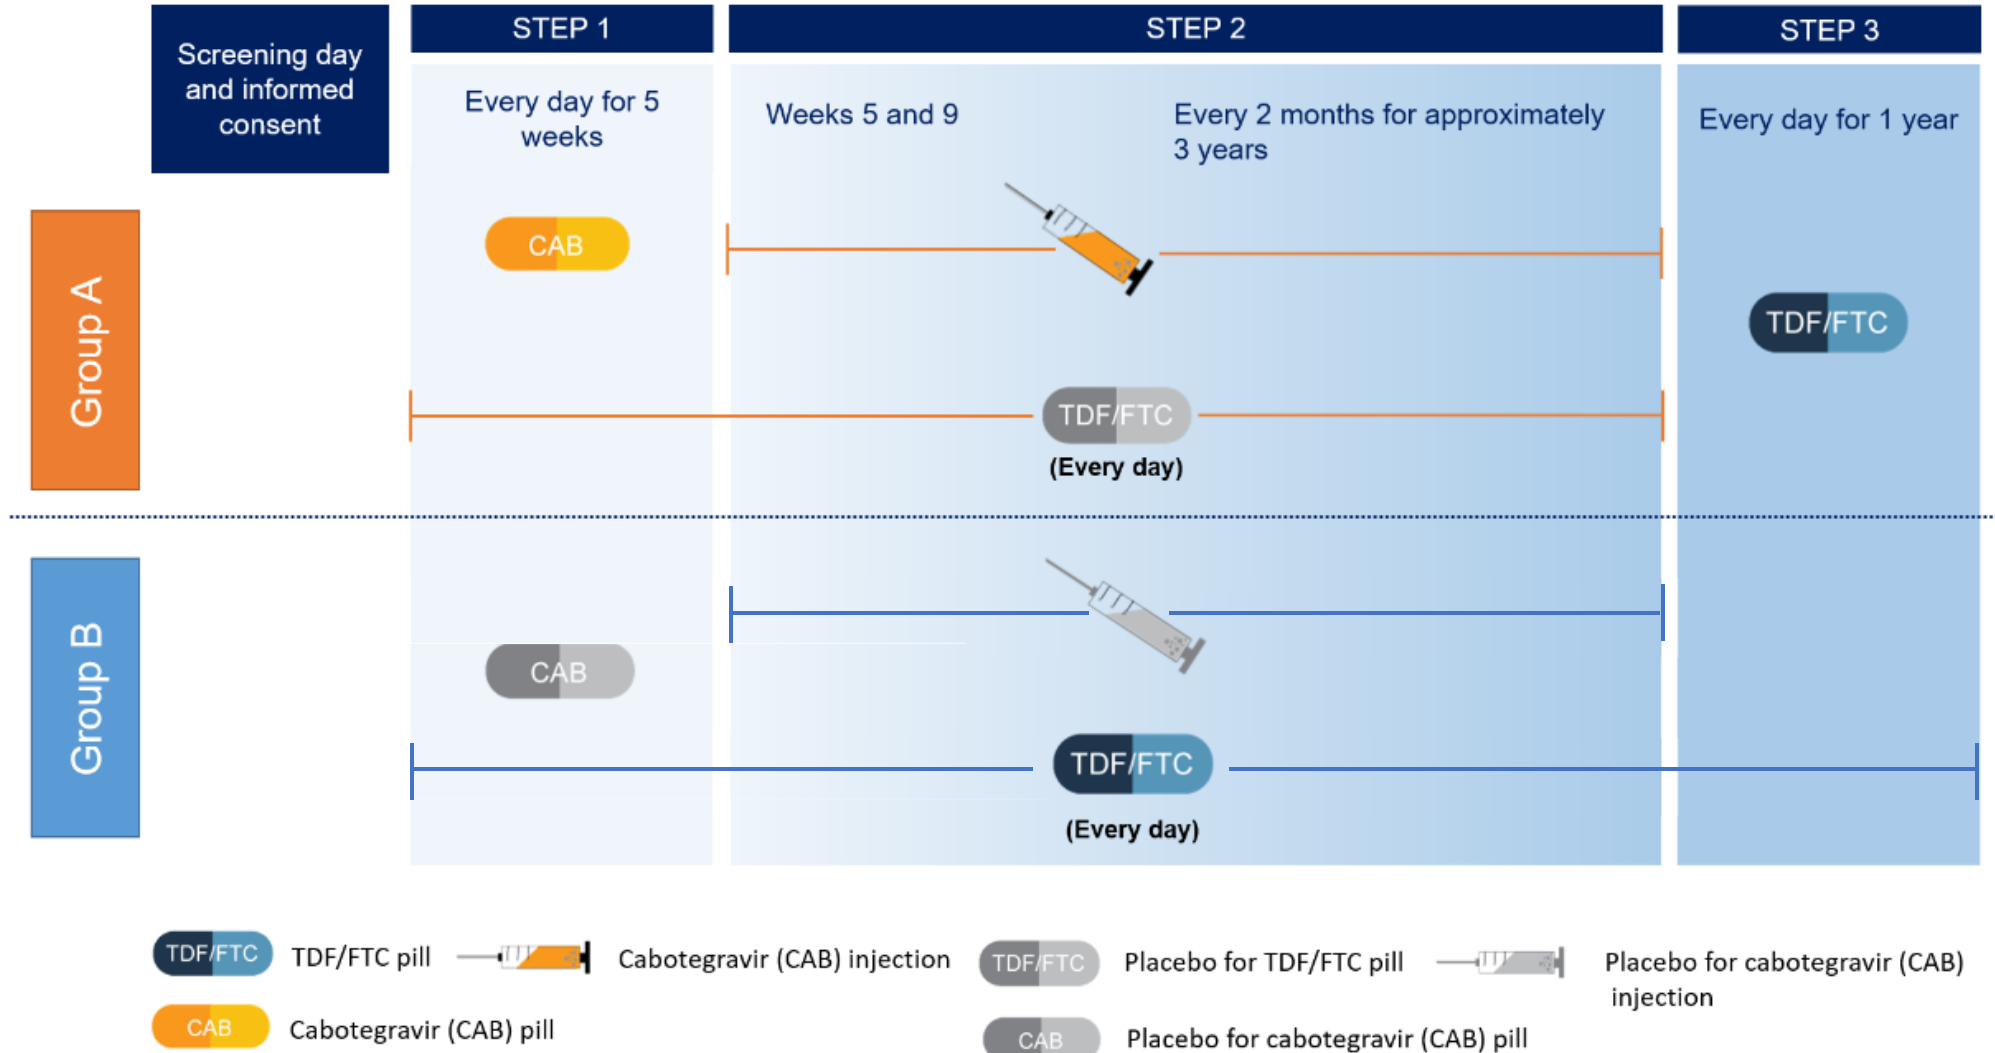 Screening day
and informed
consent
STEP 1
STEP 2
STEP 3
Every day for 5
weeks
Weeks 5 and 9
Every 2 months for approximately
3 years
Every day for 1 year
Group A
CAB
TDF/FTC
TDF/FTC
(Every day)
Group B
CAB
TDF/FTC
(Every day)
TDF/FTC TDF/FTC pill
Cabotegravir (CAB) injection
TDF/FTC Placebo for TDF/FTC pill
Placebo for cabotegravir (CAB)
injection
CAB Cabotegravir (CAB) pill
CAB Placebo for cabotegravir (CAB) pill